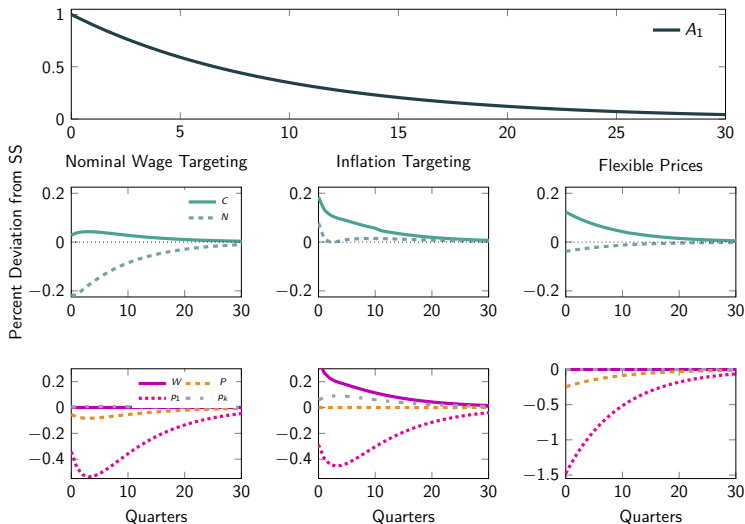 1
0.5
0
A1
0 5 10 15 20 25 30
Percent Deviation from SS
Nominal Wage Targeting Inflation Targeting Flexible Prices
0.2 0.2 0.2
C
N
0 0 0
−0.2 −0.2 −0.2
0 10 20 30 0 10 20 30 0 10 20 30
W P
p1 pk
0.2 0.2 0
0 0 −0.5
−0.2 −0.2 −1
−0.4 −0.4 −1.5
0 10 20 30 0 10 20 30 0 10 20 30
Quarters Quarters Quarters